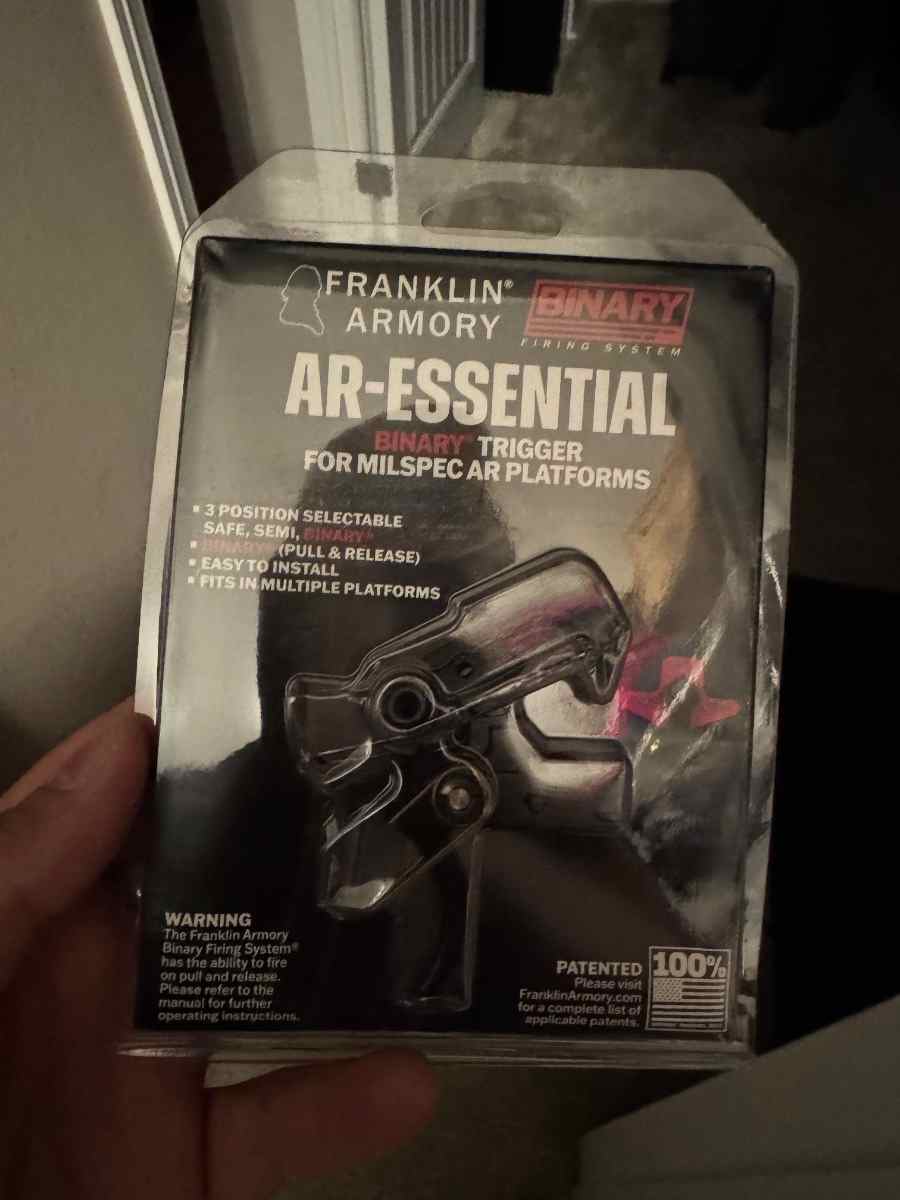 FRANKLIN®
ARMORY
BINARY
FIRING SYSTEM
AR-ESSENTIAL
BINARY® TRIGGER
FOR MILSPEC AR PLATFORMS
▪ 3 POSITION SELECTABLE
SAFE, SEMI, BINARY®
▪ BINARY® (PULL & RELEASE)
▪ EASY TO INSTALL
▪ FITS IN MULTIPLE PLATFORMS
WARNING
The Franklin Armory
Binary Firing System®
has the ability to fire
on pull and release.
Please refer to the
manual for further
operating instructions.
PATENTED
Please visit
FranklinArmory.com
for a complete list of
applicable patents.
100%